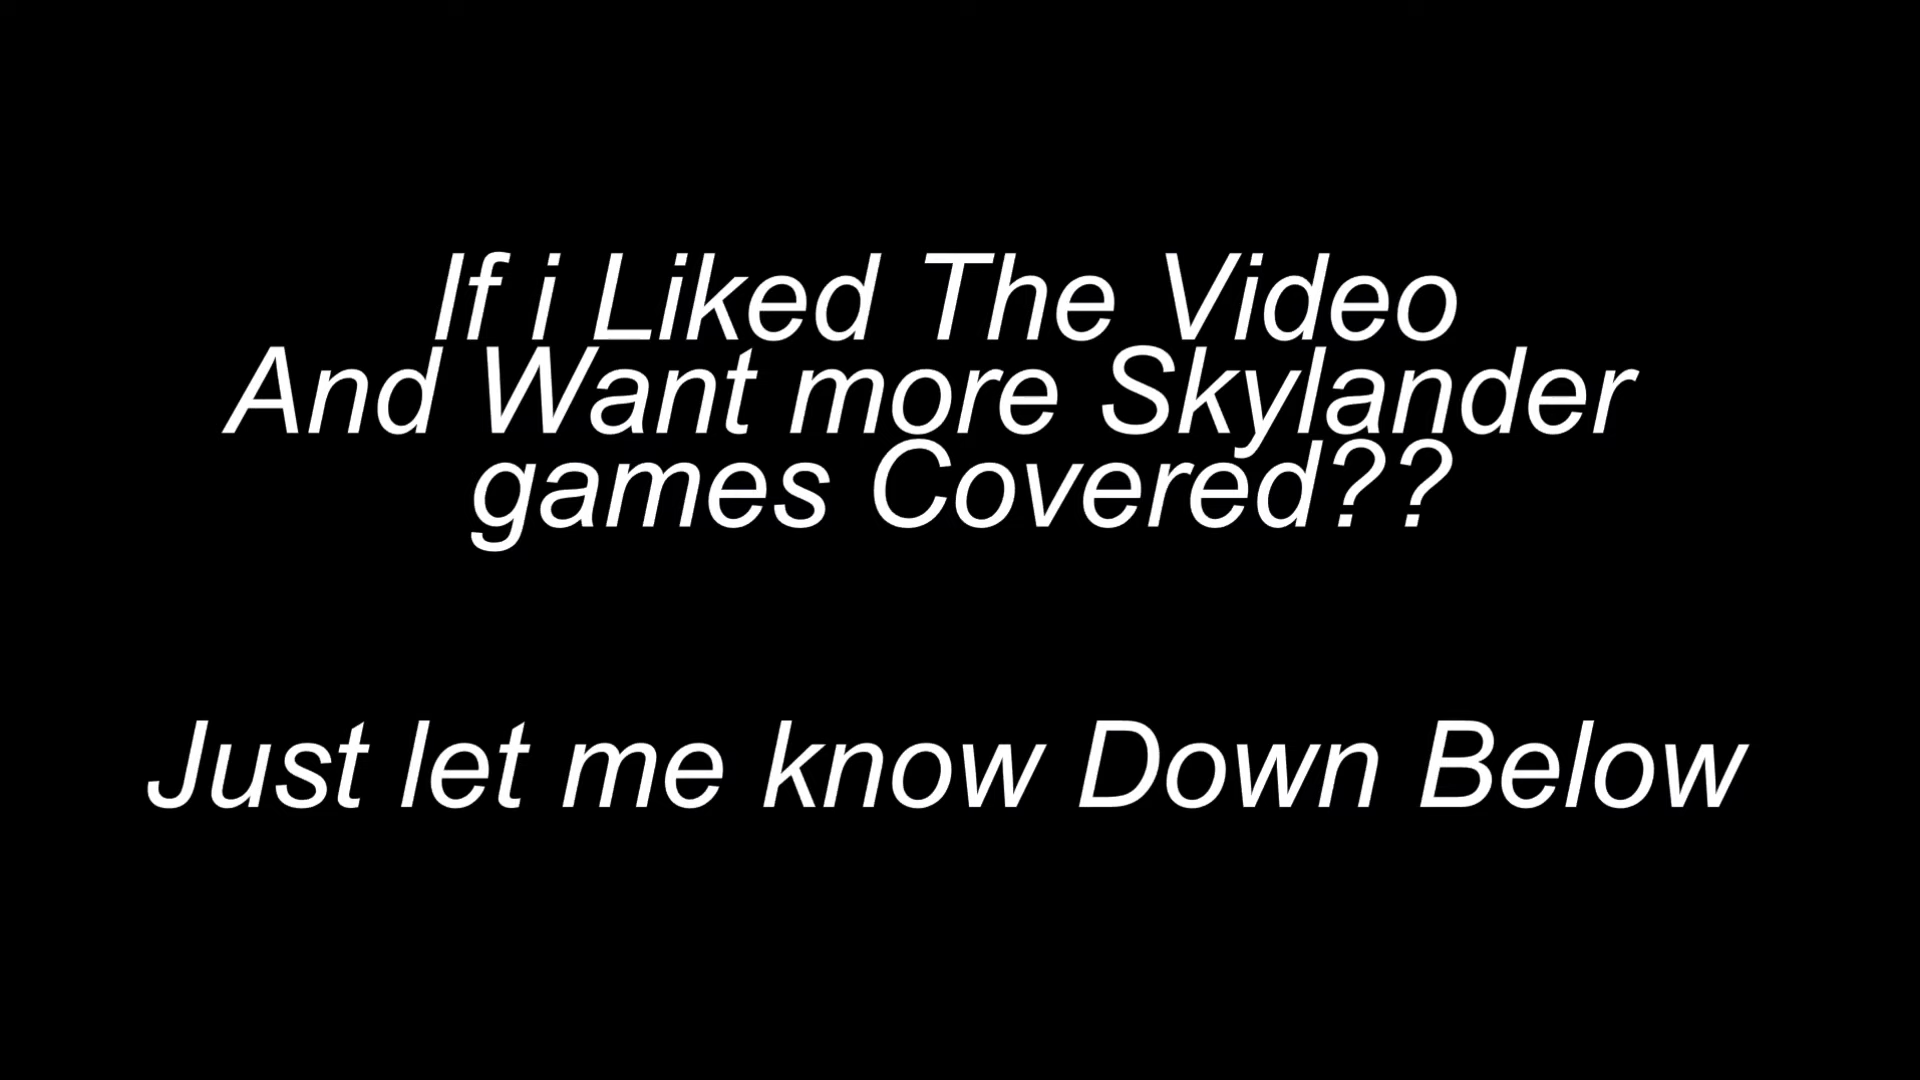 If i Liked The Video
And Want more Skylander
games Covered??
Just let me know Down Below